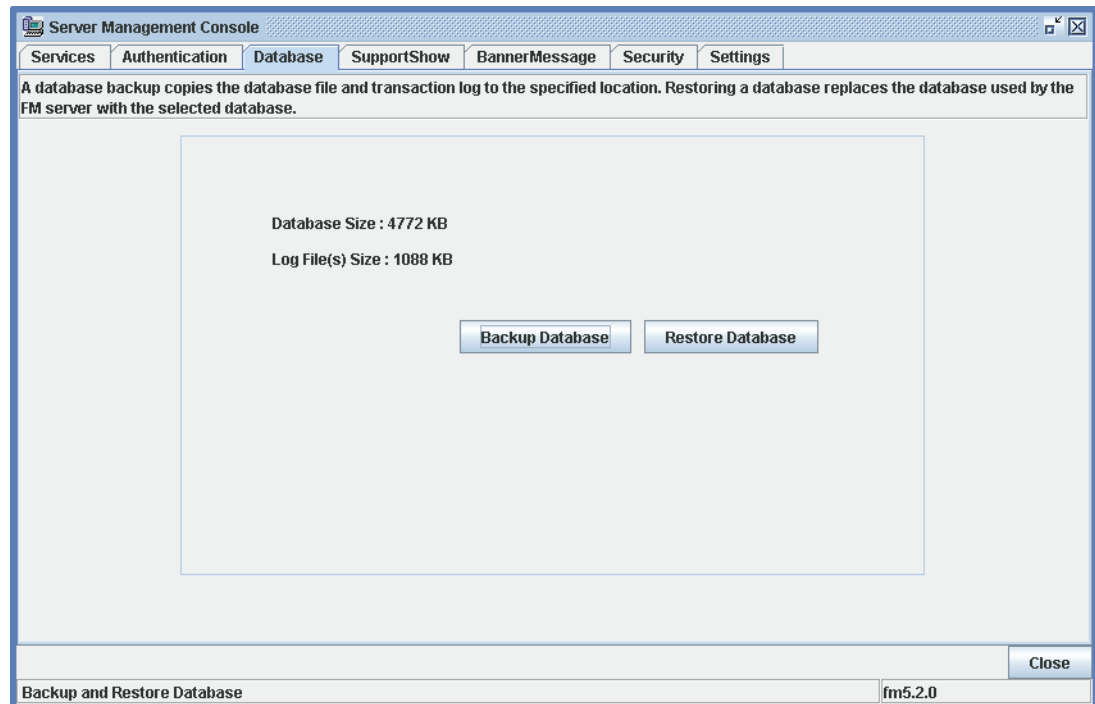 Server Management Console
Services Authentication Database SupportShow BannerMessage Security Settings
A database backup copies the database file and transaction log to the specified location. Restoring a database replaces the database used by the
FM server with the selected database.
Database Size : 4772 KB
Log File(s) Size : 1088 KB
Backup Database Restore Database
Close
Backup and Restore Database fm5.2.0